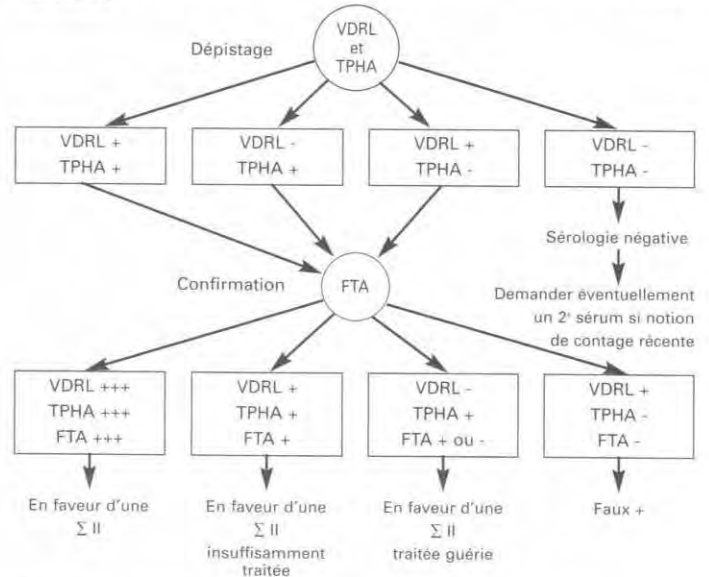 VDRL
et
TPHA
Dépistage
VDRL +
TPHA +
VDRL -
TPHA +
VDRL +
TPHA -
VDRL -
TPHA -
Sérologie négative
Demander éventuellement
un 2e sérum si notion
de contage récente
Confirmation
FTA
VDRL +++
TPHA +++
FTA +++
VDRL +
TPHA +
FTA +
VDRL -
TPHA +
FTA + ou -
VDRL +
TPHA -
FTA -
En faveur d'une
∑ II
En faveur d'une
∑ II
insuffisamment
traitée
En faveur d'une
∑ II
traitée guérie
Faux +